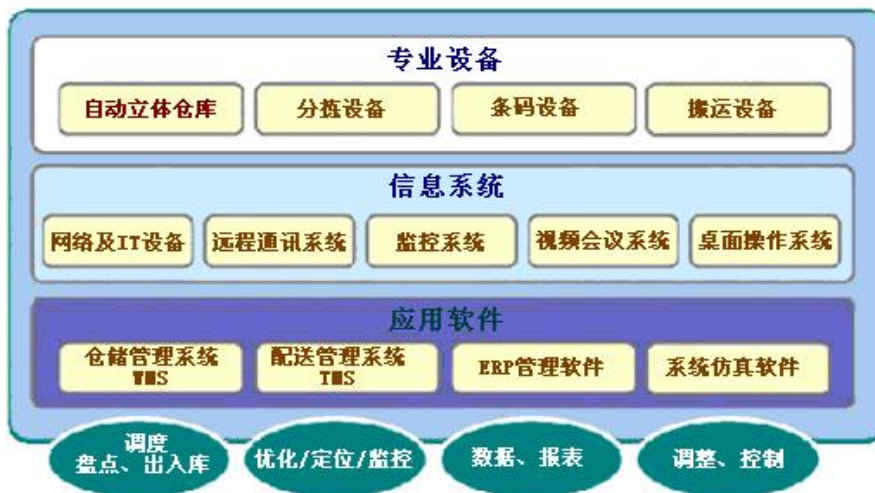 专业设备
自动立体仓库
分拣设备
条码设备
搬运设备
信息系统
网络及IT设备
远程通讯系统
监控系统
视频会议系统
桌面操作系统
应用软件
仓储管理系统
WMS
配送管理系统
TMS
ERP管理软件
系统仿真软件
调度
盘点、出入库
优化/定位/监控
数据、报表
调整、控制